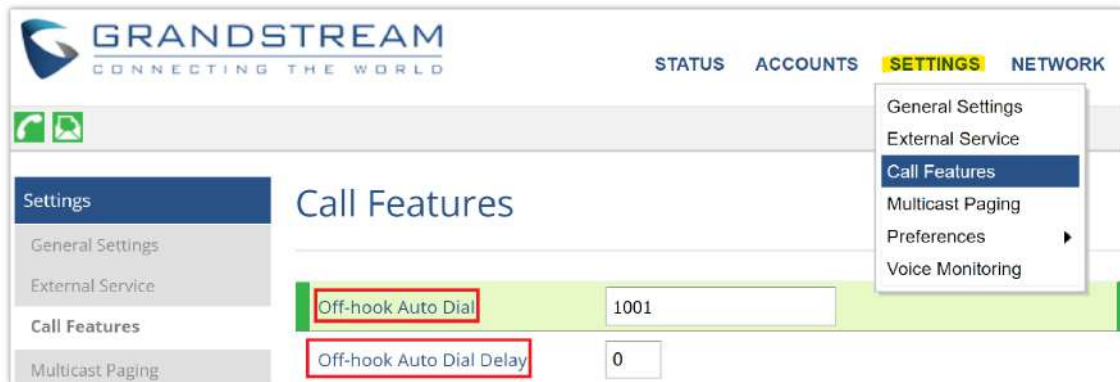 GRANDSTREAM
CONNECTING THE WORLD
STATUS ACCOUNTS SETTINGS NETWORK
General Settings
External Service
Call Features
Multicast Paging
Preferences
Voice Monitoring
Settings
General Settings
External Service
Call Features
Multicast Paging
Call Features
Off-hook Auto Dial 1001
Off-hook Auto Dial Delay 0